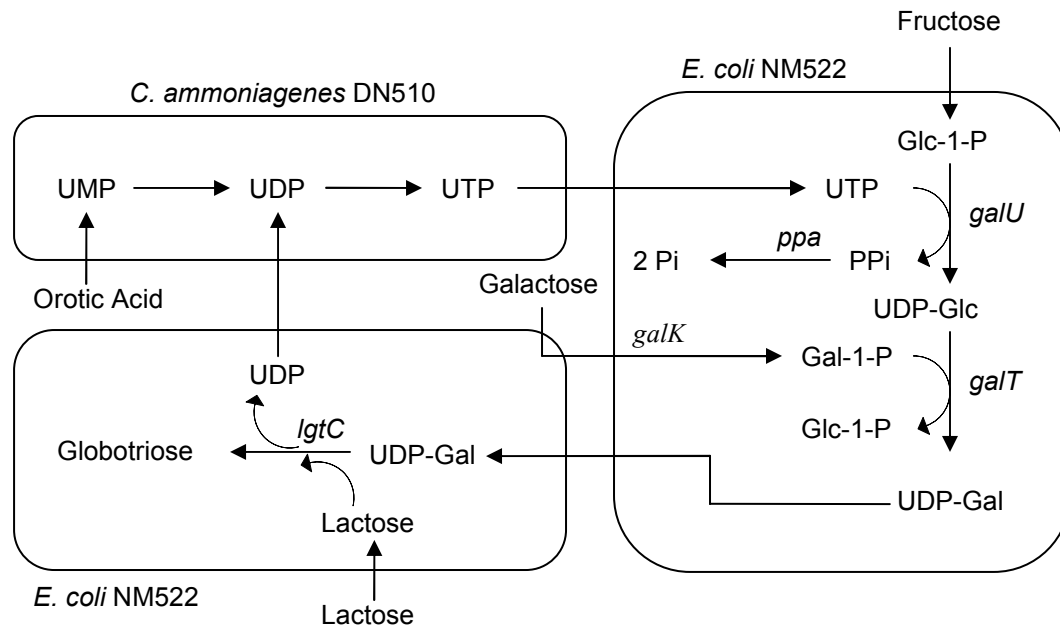 Fructose
E. coli NM522
C. ammoniagenes DN510
Glc-1-P
UMP
UDP
UTP
UTP
galU
2 Pi
ppa
PPi
Orotic Acid
Galactose
UDP-Glc
galK
Gal-1-P
galT
Glc-1-P
UDP-Gal
UDP
lgtC
Globotriose
UDP-Gal
Lactose
E. coli NM522
Lactose